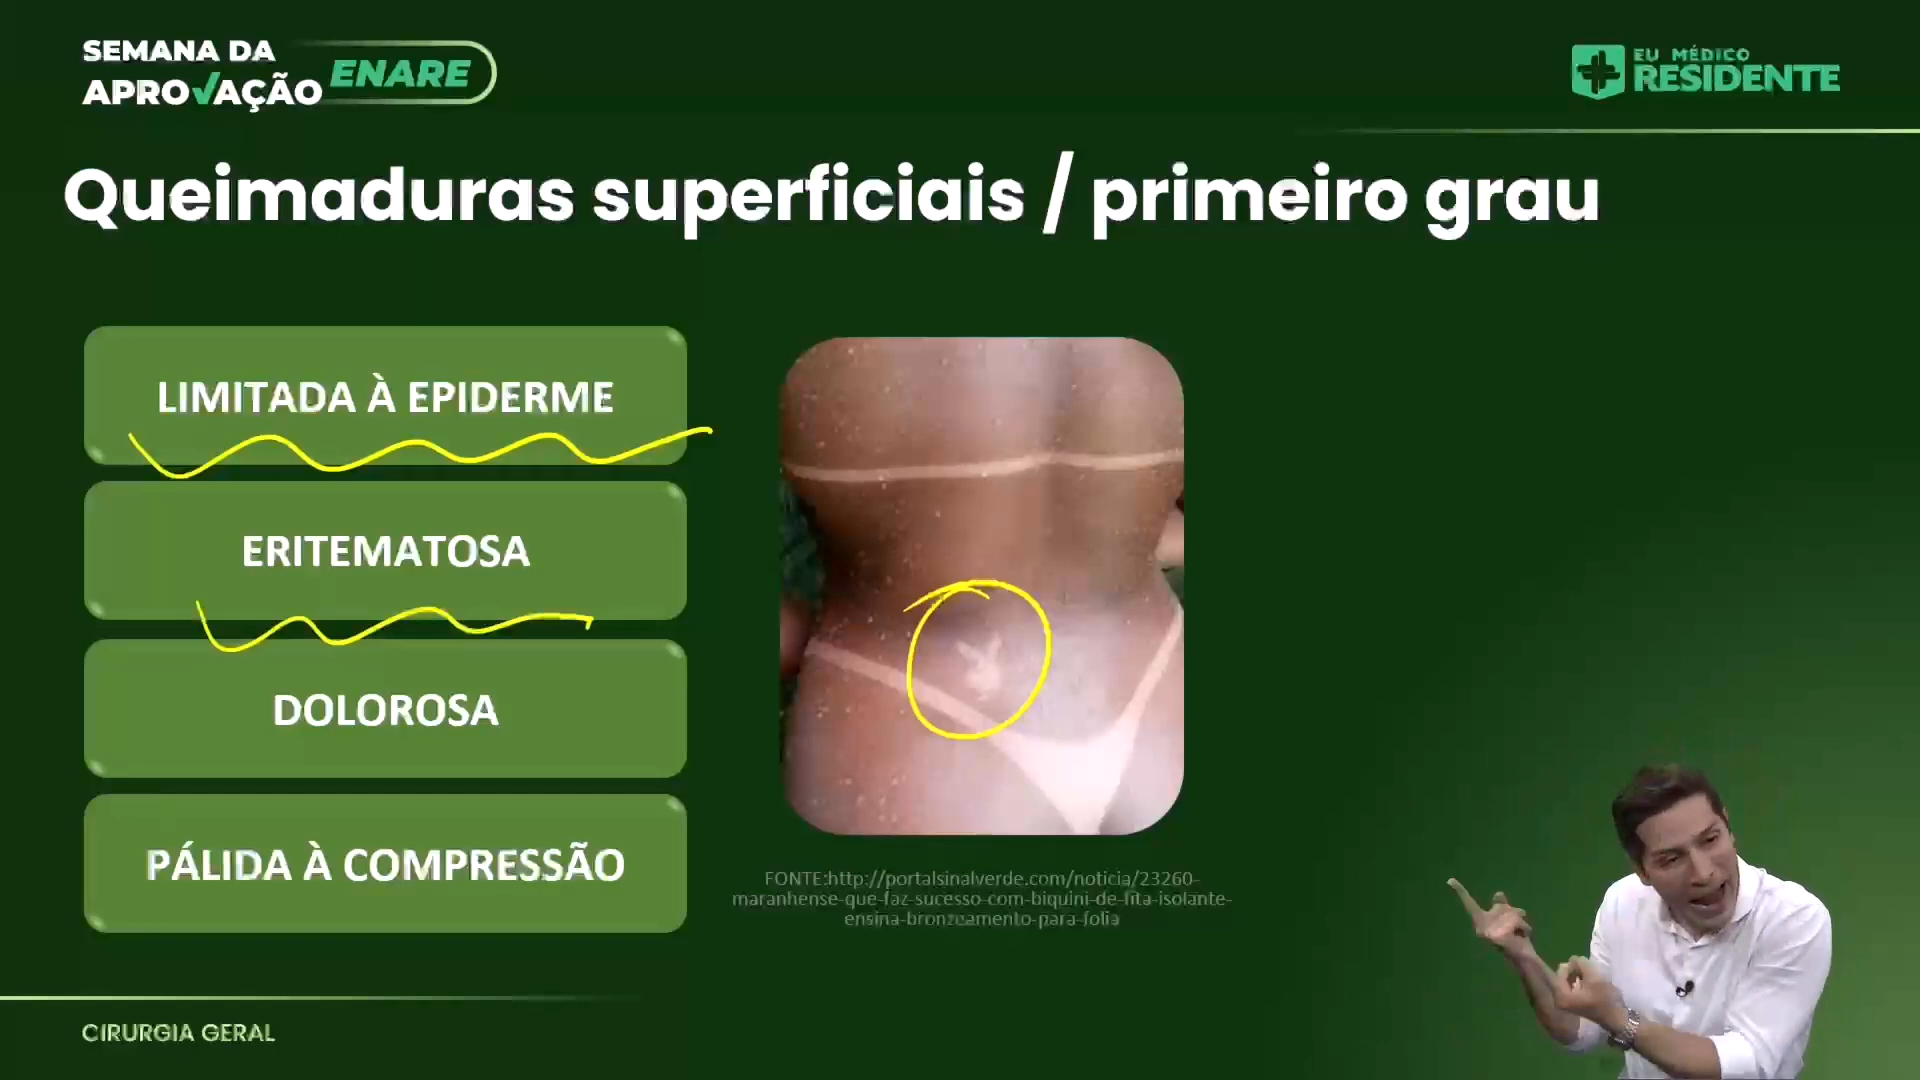 SEMANA DA
APROVAÇÃO
ENARE
EU MÉDICO
RESIDENTE
Queimaduras superficiais / primeiro grau
LIMITADA À EPIDERME
ERITEMATOSA
DOLOROSA
PÁLIDA À COMPRESSÃO
FONTE:http://portalsinalverde.com/noticia/23260-
maranhense-que-faz-sucesso-com-biquini-de-fita-isolante-
ensina-bronzeamento-para-folia
CIRURGIA GERAL